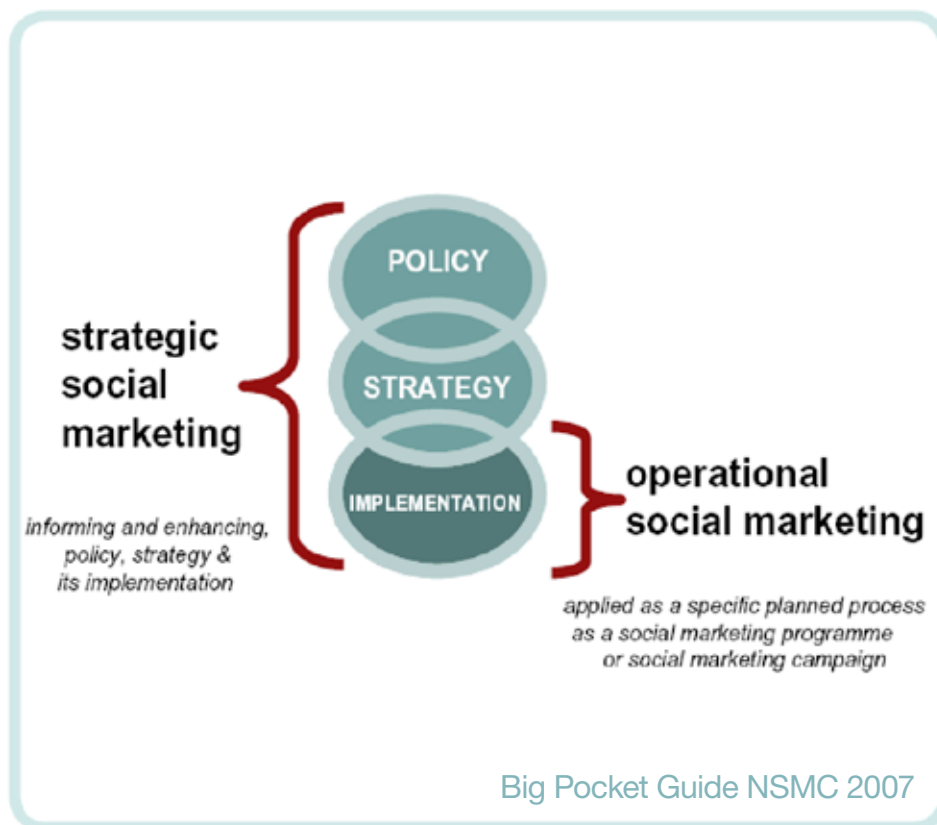 POLICY
STRATEGY
IMPLEMENTATION
strategic
social
marketing
informing and enhancing,
policy, strategy &
its implementation
operational
social marketing
applied as a specific planned process
as a social marketing programme
or social marketing campaign
Big Pocket Guide NSMC 2007